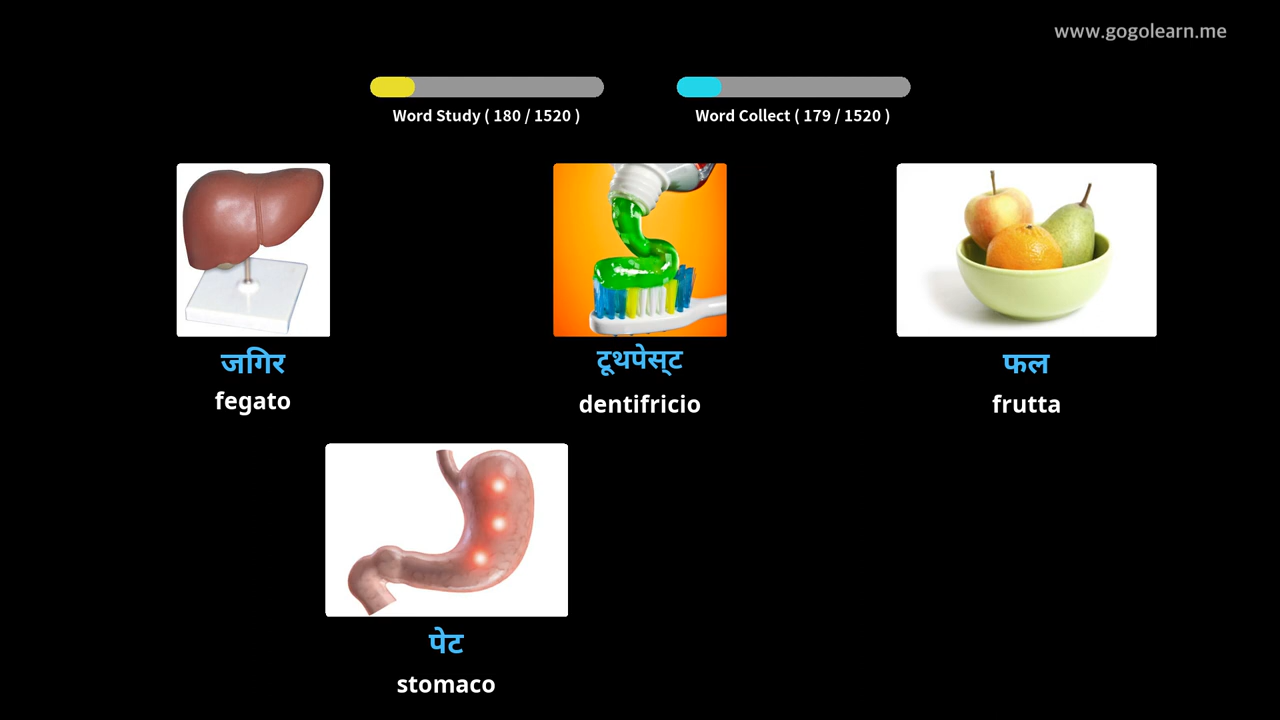 www.gogolearn.me
Word Study ( 180 / 1520 )
Word Collect ( 179 / 1520 )
जिगर
fegato
टूथपेस्ट
dentifricio
फल
frutta
पेट
stomaco